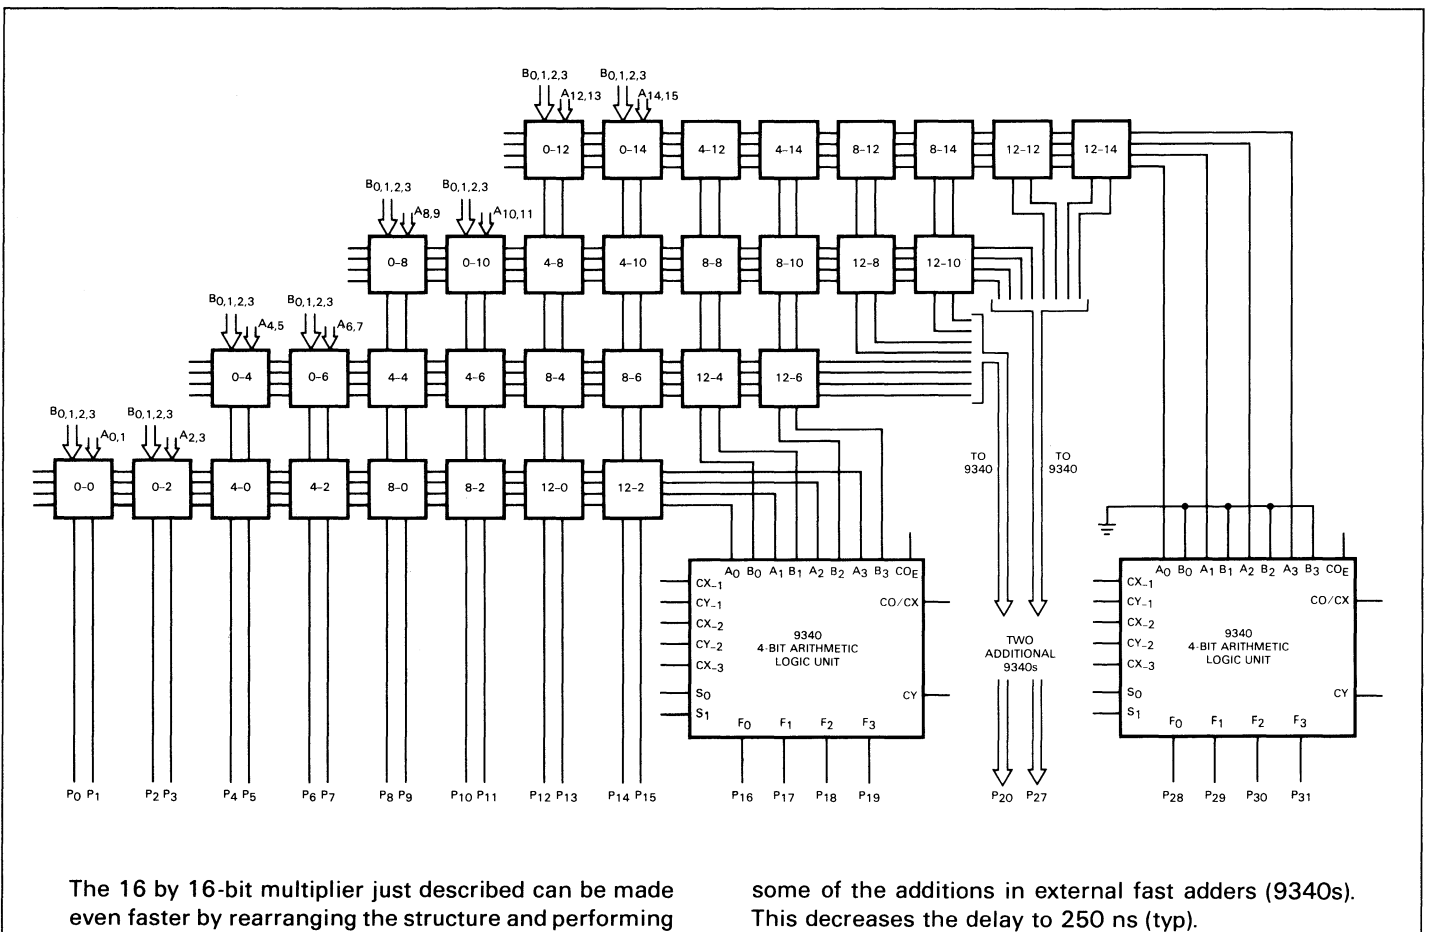 B0,1,2,3 B0,1,2,3
A12,13 A14,15
0-12 0-14 4-12 4-14 8-12 8-14 12-12 12-14
B0,1,2,3 B0,1,2,3
A8,9 A10,11
0-8 0-10 4-8 4-10 8-8 8-10 12-8 12-10
B0,1,2,3 B0,1,2,3
A4,5 A6,7
0-4 0-6 4-4 4-6 8-4 8-6 12-4 12-6
B0,1,2,3 B0,1,2,3
A0,1 A2,3
0-0 0-2 4-0 4-2 8-0 8-2 12-0 12-2
TO
9340
TO
9340
A0 B0 A1 B1 A2 B2 A3 B3 COE
CX-1
CY-1
CX-2
CY-2
CX-3
S0
S1
CO/CX
9340
4-BIT ARITHMETIC
LOGIC UNIT
CY
F0 F1 F2 F3
TWO
ADDITIONAL
9340s
A0 B0 A1 B1 A2 B2 A3 B3 COE
CX-1
CY-1
CX-2
CY-2
CX-3
S0
S1
CO/CX
9340
4-BIT ARITHMETIC
LOGIC UNIT
CY
F0 F1 F2 F3
P0 P1 P2 P3 P4 P5 P6 P7 P8 P9 P10 P11 P12 P13 P14 P15 P16 P17 P18 P19 P20 P27 P28 P29 P30 P31
The 16 by 16-bit multiplier just described can be made
even faster by rearranging the structure and performing
some of the additions in external fast adders (9340s).
This decreases the delay to 250 ns (typ).